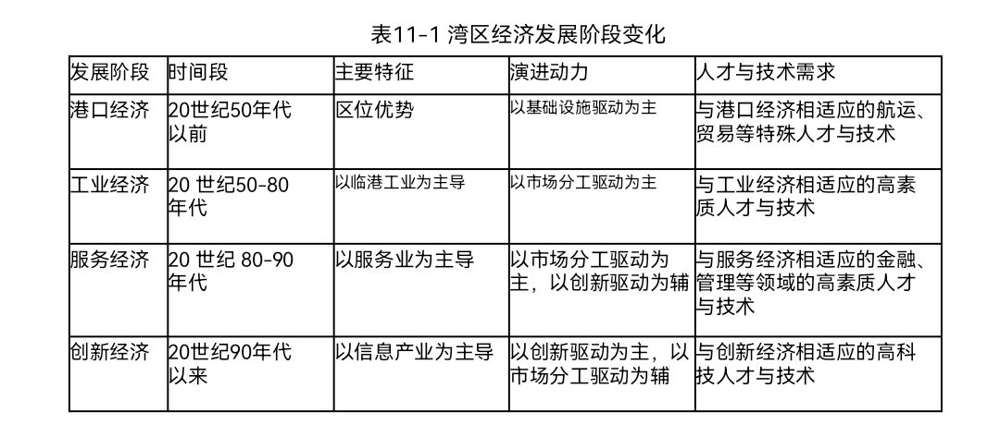 表11-1 湾区经济发展阶段变化
发展阶段 时间段 主要特征 演进动力 人才与技术需求
港口经济 20世纪50年代 区位优势 以基础设施驱动为主 与港口经济相适应的航运、
以前 贸易等特殊人才与技术
工业经济 20 世纪50-80 以临港工业为主导 以市场分工驱动为主 与工业经济相适应的高素
年代 质人才与技术
服务经济 20 世纪 80-90 以服务业为主导 以市场分工驱动为 与服务经济相适应的金融、
年代 主，以创新驱动为辅 管理等领域的高素质人才
与技术
创新经济 20世纪90年代 以信息产业为主导 以创新驱动为主，以 与创新经济相适应的高科
以来 市场分工驱动为辅 技人才与技术